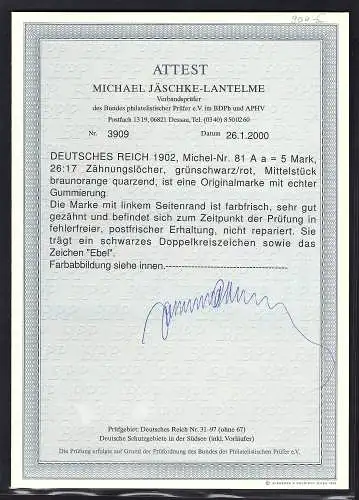 ATTEST
MICHAEL JÄSCHKE-LANTELME
Verbandsprüfer
des Bundes philatelistischer Prüfer e.V. im BDPh und APHV
Postfach 1319, 06821 Dessau, Tel.: (0340) 8500260
Nr. 3909 Datum 26.1.2000
DEUTSCHES REICH 1902, Michel-Nr. 81 A a = 5 Mark,
26:17 Zähnungslöcher, grünschwarz/rot, Mittelstück
braunorange quarzend, ist eine Originalmarke mit echter
Gummierung.
Die Marke mit linkem Seitenrand ist farbfrisch, sehr gut
gezähnt und befindet sich zum Zeitpunkt der Prüfung in
fehlerfreier, postfrischer Erhaltung, nicht repariert. Sie
trägt ein schwarzes Doppelkreiszeichen sowie das
Zeichen "Ebel".
Farbabbildung siehe innen.
Prüfgebiet: Deutsches Reich Nr. 31-97 (ohne 67)
Deutsche Schutzgebiete in der Südsee (inkl. Vorläufer)
Die Prüfung erfolgte auf Grund der Prüfordnung des Bundes der Philatelistischen Prüfer e.V.